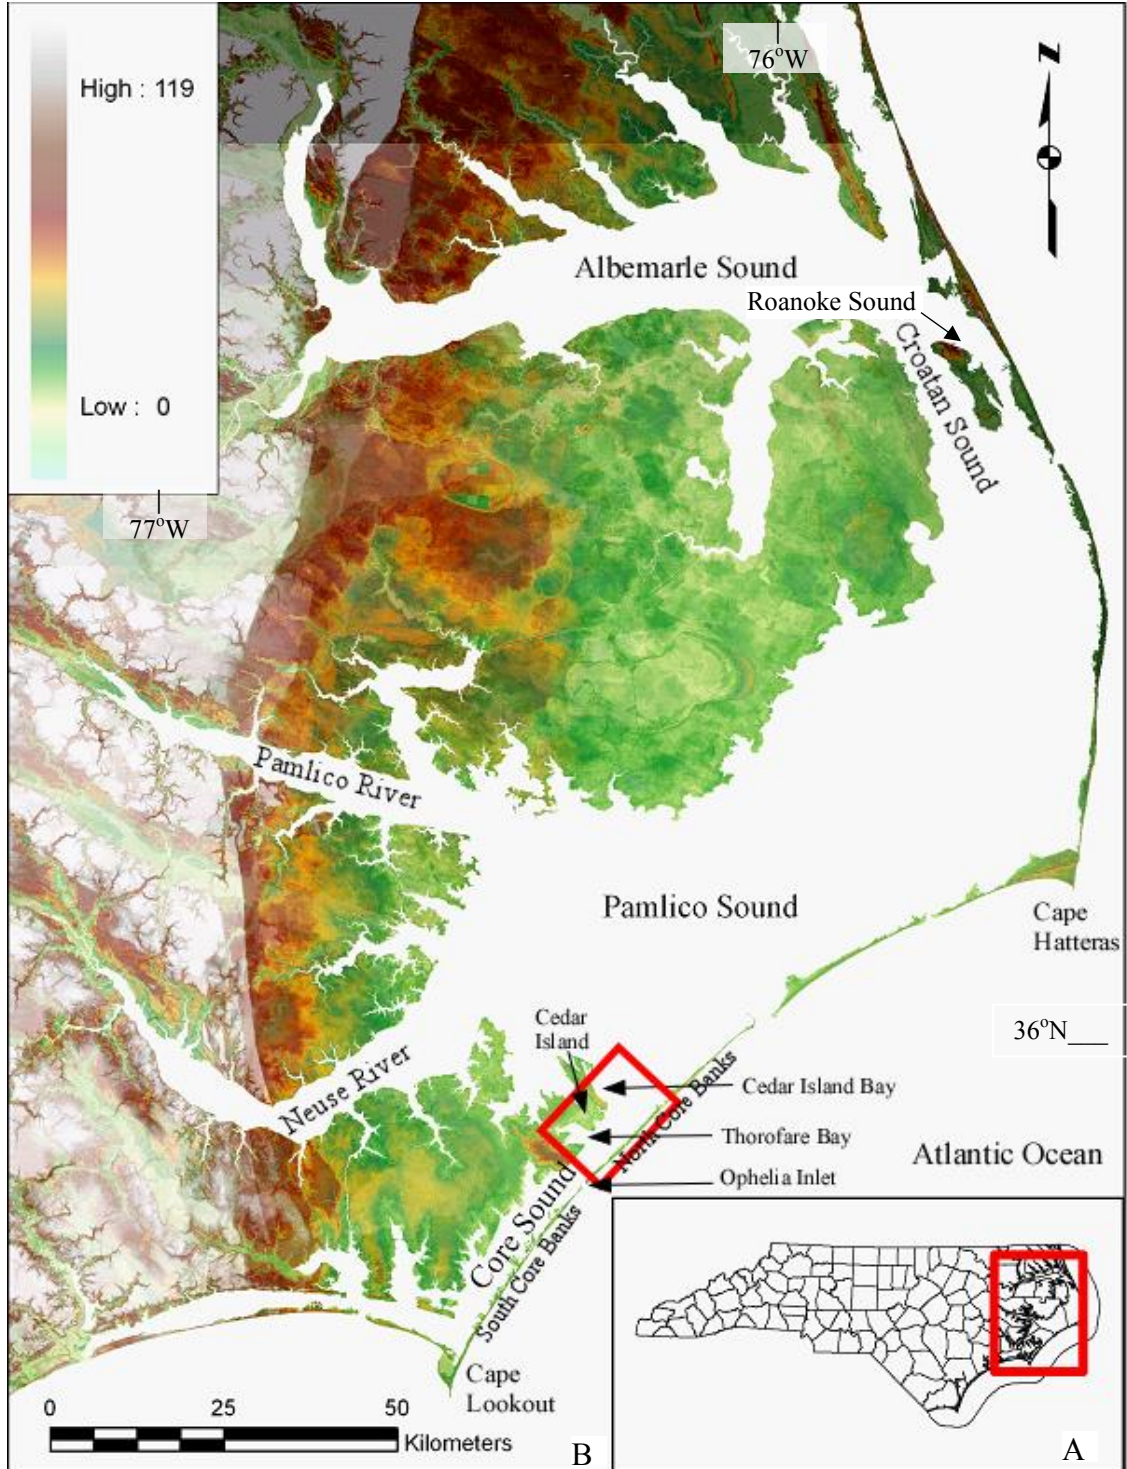 76°W
High : 119
Z
Albemarle Sound
Roanoke Sound
Croatan Sound
Low : 0
77°W
Pamlico River
Pamlico Sound
Cape
Hatteras
Cedar
Island
36°N___
Neuse River
Cedar Island Bay
North Core Banks
Thorofare Bay
Atlantic Ocean
Ophelia Inlet
Core Sound
South Core Banks
Cape
Lookout
0 25 50
Kilometers
B
A